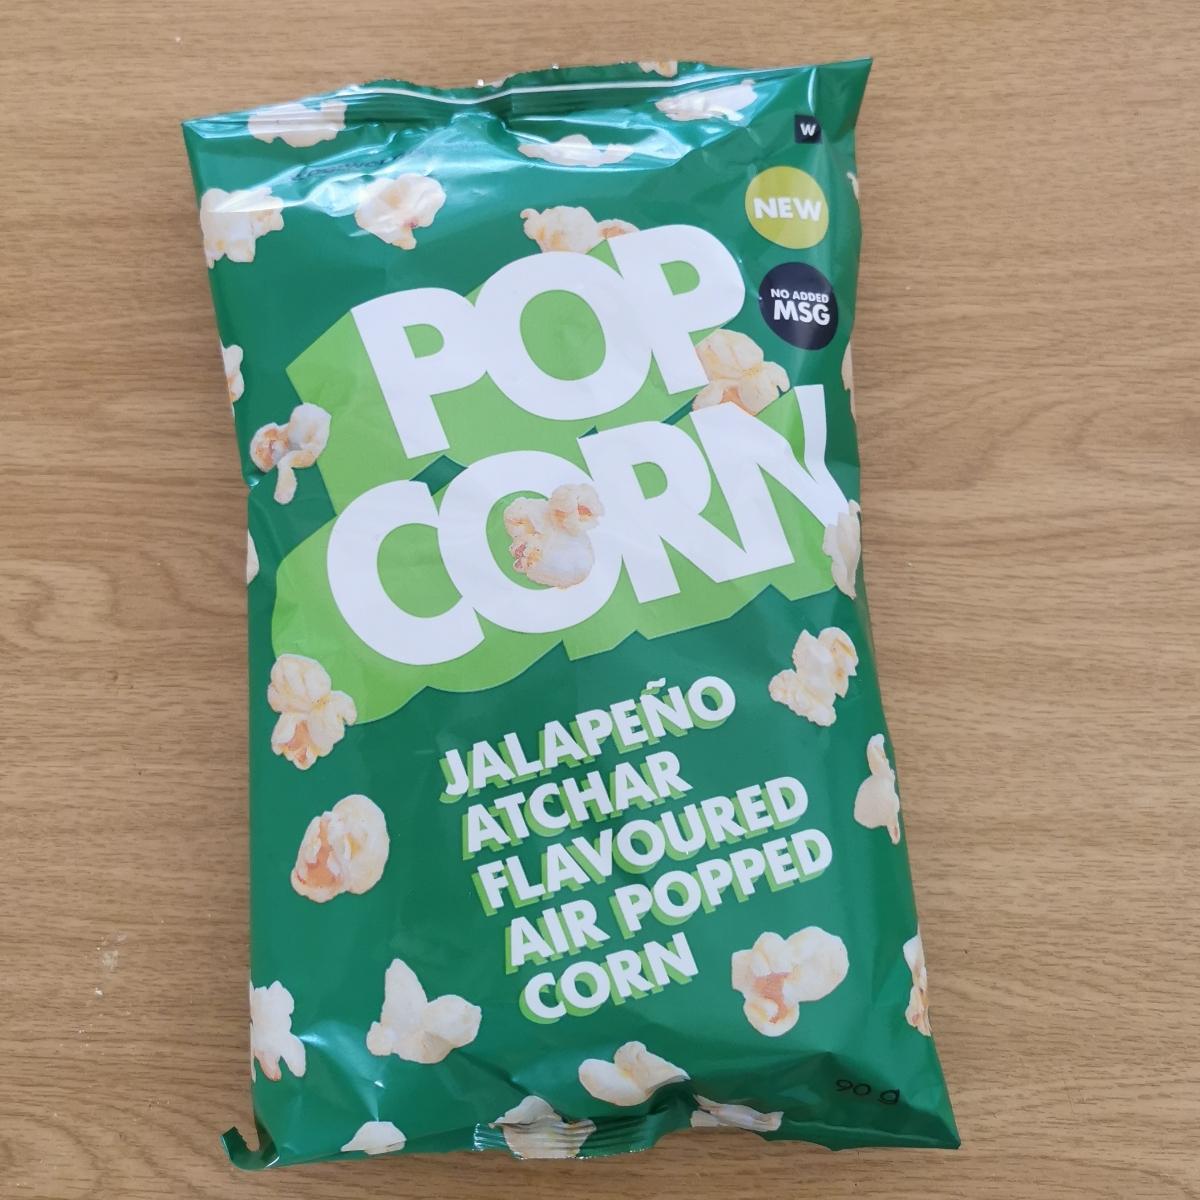 W
NEW
NO ADDED
MSG
POP
CORN
JALAPEÑO
ATCHAR
FLAVOURED
AIR POPPED
CORN
90 g